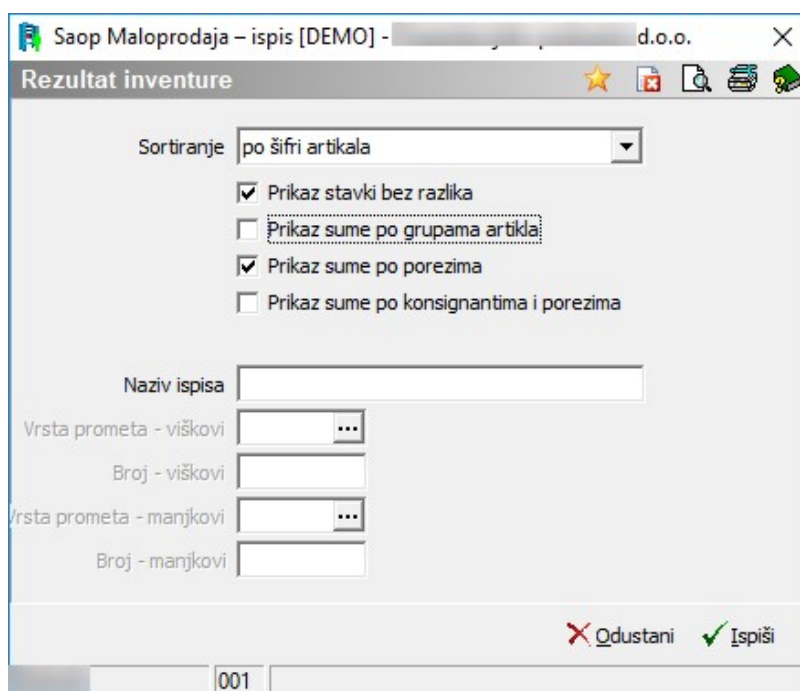 Saop Maloprodaja – ispis [DEMO] - d.o.o.
Rezultat inventure
Sortiranje po šifri artikala
Prikaz stavki bez razlika
Prikaz sume po grupama artikla
Prikaz sume po porezima
Prikaz sume po konsignantima i porezima
Naziv ispisa
Vrsta prometa - viškovi ...
Broj - viškovi
Vrsta prometa - manjkovi ...
Broj - manjkovi
Odustani Ispiši
001